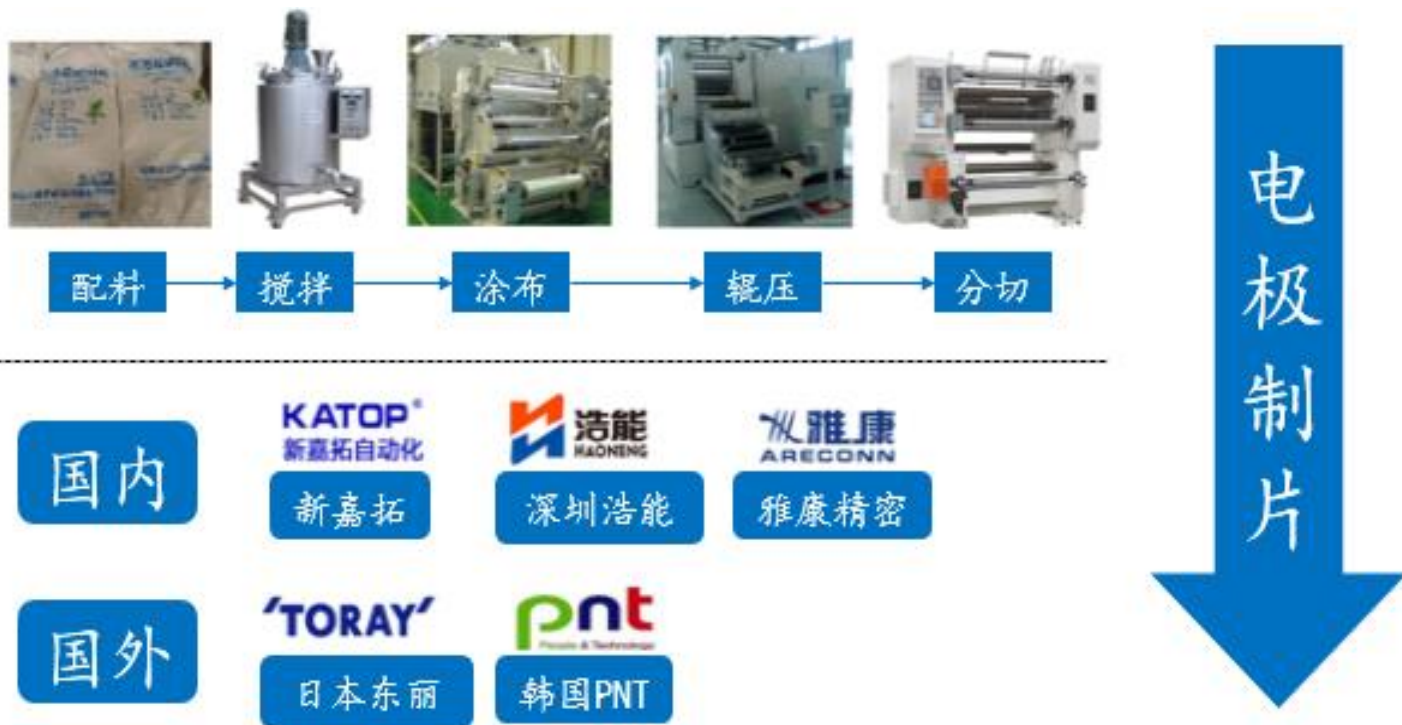 配料
搅拌
涂布
辊压
分切
电极制片
国内
KATOP®
新嘉拓自动化
新嘉拓
浩能
HAONENG
深圳浩能
雅康
ARECONN
雅康精密
国外
'TORAY'
日本东丽
pnt
People & Technology
韩国PNT